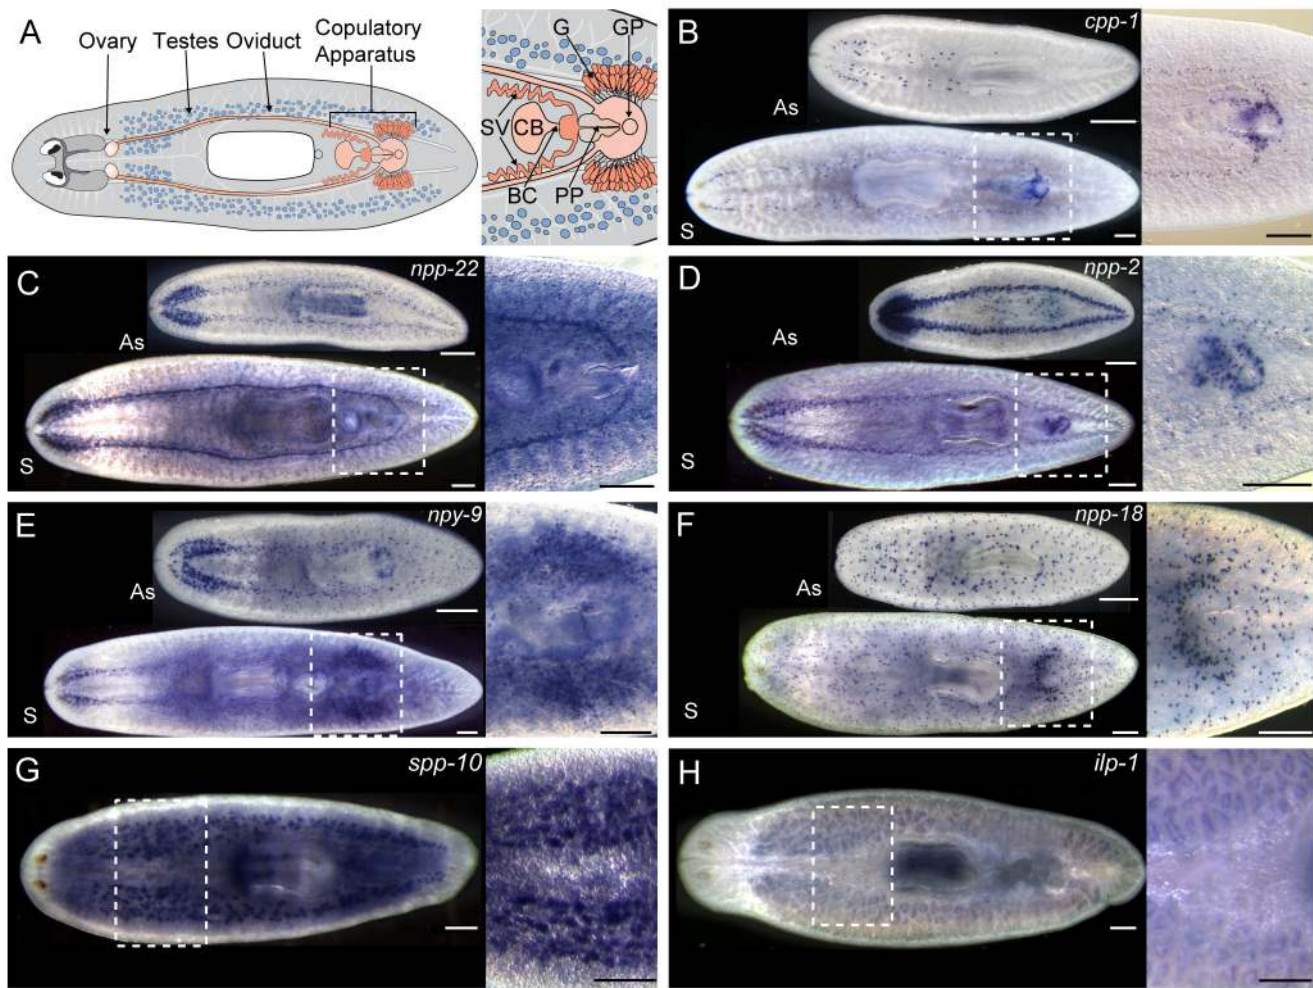 A
Ovary
Testes
Oviduct
Copulatory
Apparatus
G
GP
SV
CB
BC
PP
B
cpp-1
As
S
C
npp-22
As
S
D
npp-2
As
S
E
npy-9
As
S
F
npp-18
As
S
G
spp-10
H
ilp-1